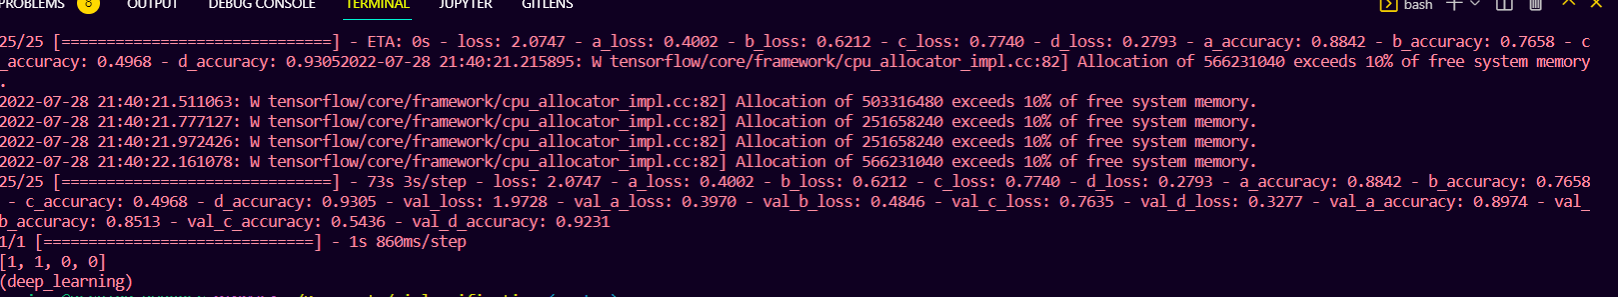 PROBLEMS 8 OUTPUT DEBUG CONSOLE TERMINAL JUPYTER GITLENS bash
25/25 [==============================] - ETA: 0s - loss: 2.0747 - a_loss: 0.4002 - b_loss: 0.6212 - c_loss: 0.7740 - d_loss: 0.2793 - a_accuracy: 0.8842 - b_accuracy: 0.7658 - c
_accuracy: 0.4968 - d_accuracy: 0.93052022-07-28 21:40:21.215895: W tensorflow/core/framework/cpu_allocator_impl.cc:82] Allocation of 566231040 exceeds 10% of free system memory
.
2022-07-28 21:40:21.511063: W tensorflow/core/framework/cpu_allocator_impl.cc:82] Allocation of 503316480 exceeds 10% of free system memory.
2022-07-28 21:40:21.777127: W tensorflow/core/framework/cpu_allocator_impl.cc:82] Allocation of 251658240 exceeds 10% of free system memory.
2022-07-28 21:40:21.972426: W tensorflow/core/framework/cpu_allocator_impl.cc:82] Allocation of 251658240 exceeds 10% of free system memory.
2022-07-28 21:40:22.161078: W tensorflow/core/framework/cpu_allocator_impl.cc:82] Allocation of 566231040 exceeds 10% of free system memory.
25/25 [==============================] - 73s 3s/step - loss: 2.0747 - a_loss: 0.4002 - b_loss: 0.6212 - c_loss: 0.7740 - d_loss: 0.2793 - a_accuracy: 0.8842 - b_accuracy: 0.7658
 - c_accuracy: 0.4968 - d_accuracy: 0.9305 - val_loss: 1.9728 - val_a_loss: 0.3970 - val_b_loss: 0.4846 - val_c_loss: 0.7635 - val_d_loss: 0.3277 - val_a_accuracy: 0.8974 - val_
b_accuracy: 0.8513 - val_c_accuracy: 0.5436 - val_d_accuracy: 0.9231
1/1 [==============================] - 1s 860ms/step
[1, 1, 0, 0]
(deep_learning)